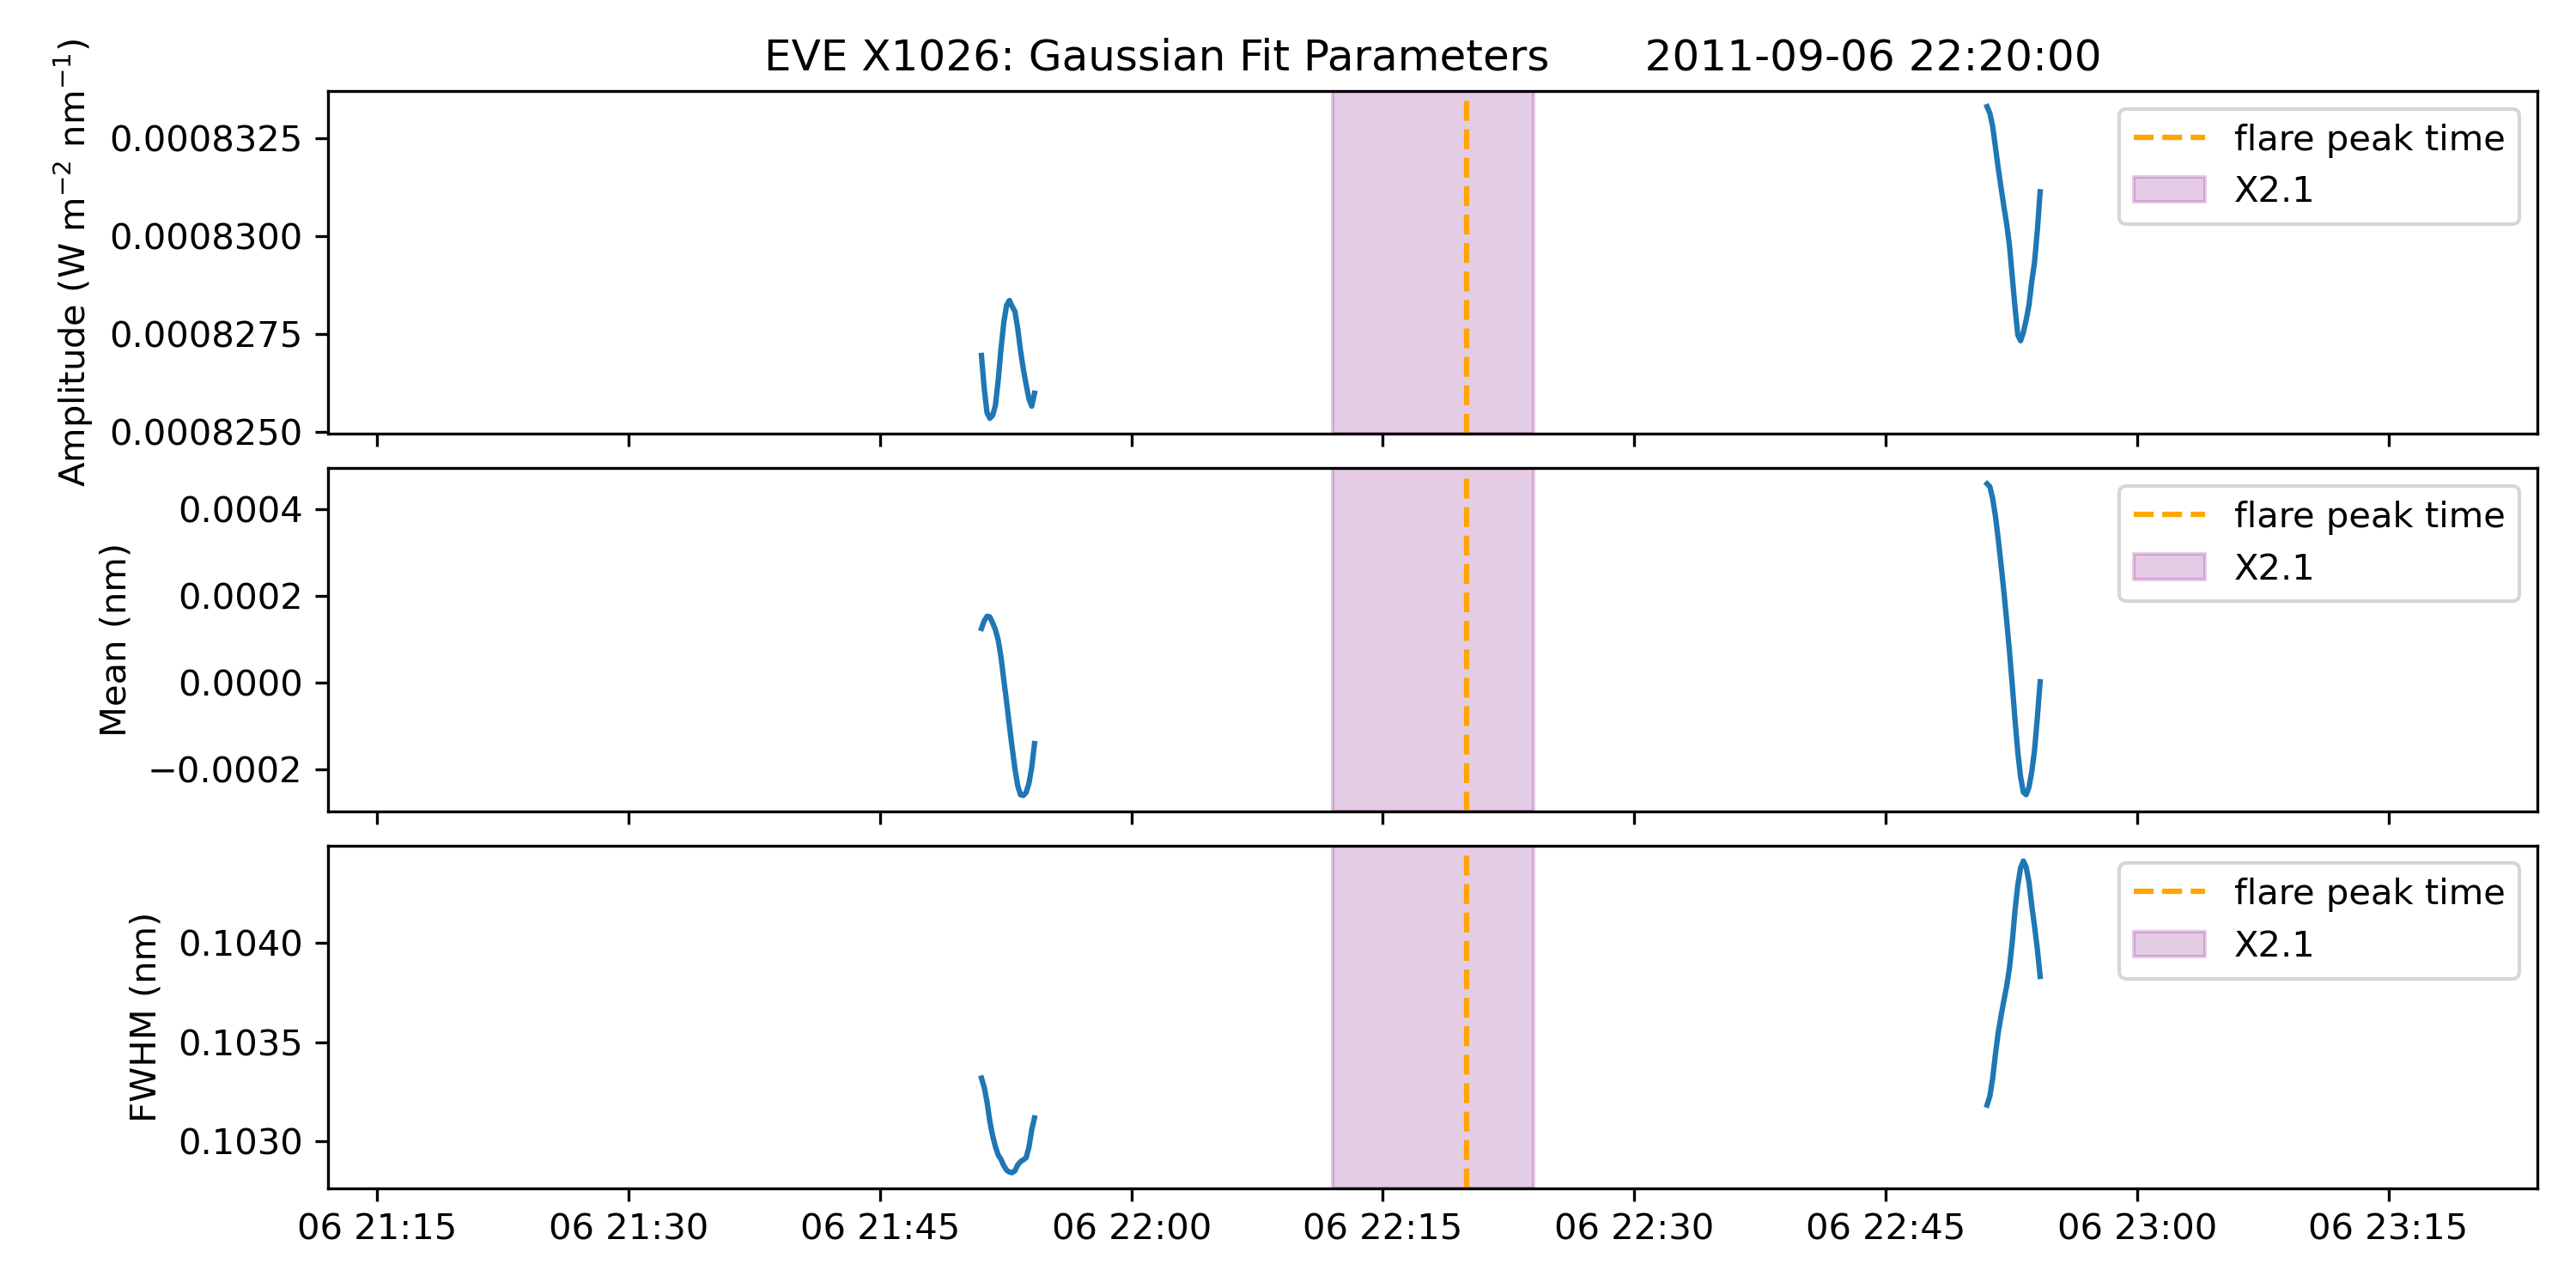 EVE X1026: Gaussian Fit Parameters 2011-09-06 22:20:00
Amplitude (W m⁻² nm⁻¹)
0.0008325
0.0008300
0.0008275
0.0008250
flare peak time
X2.1
Mean (nm)
0.0004
0.0002
0.0000
−0.0002
flare peak time
X2.1
FWHM (nm)
0.1040
0.1035
0.1030
flare peak time
X2.1
06 21:15 06 21:30 06 21:45 06 22:00 06 22:15 06 22:30 06 22:45 06 23:00 06 23:15